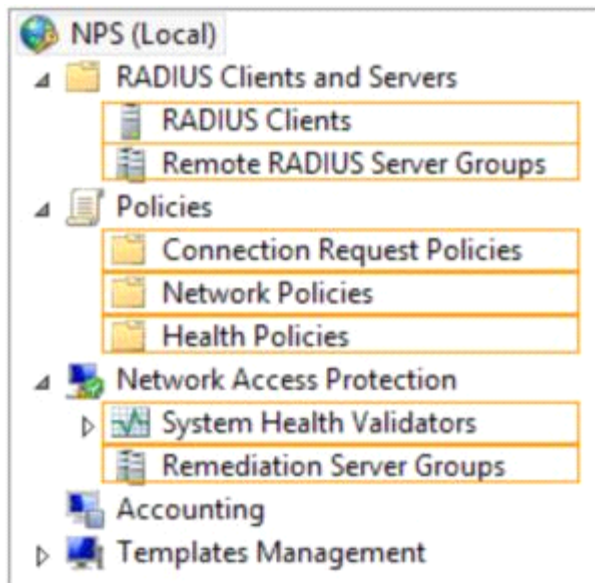 NPS (Local)
RADIUS Clients and Servers
RADIUS Clients
Remote RADIUS Server Groups
Policies
Connection Request Policies
Network Policies
Health Policies
Network Access Protection
System Health Validators
Remediation Server Groups
Accounting
Templates Management